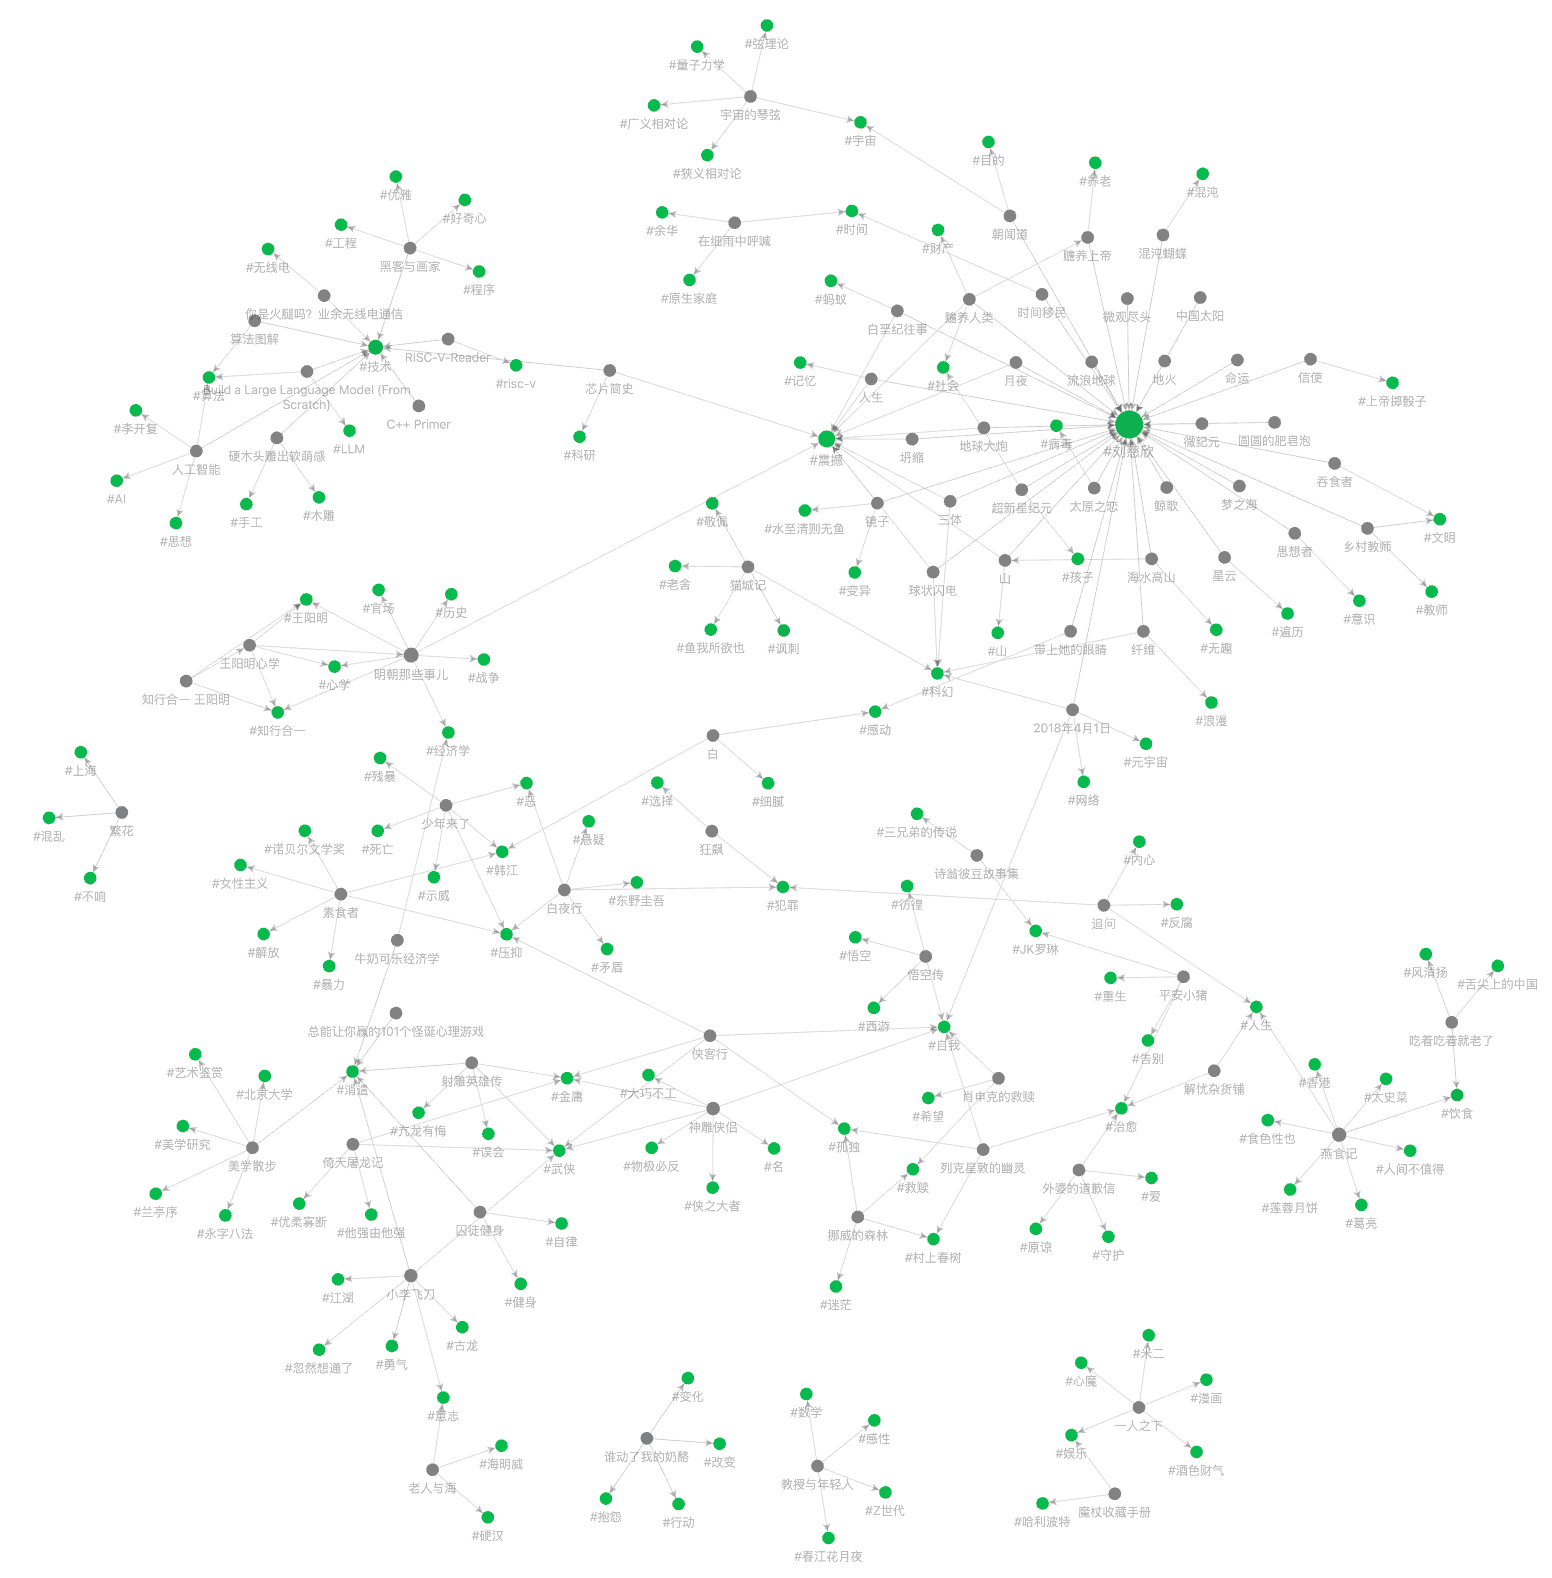 #弦理论
#量子力学
#广义相对论
宇宙的琴弦
#宇宙
#狭义相对论
#目的
#养老
#混沌
#优雅
#好奇心
#工程
黑客与画家
#无线电
#程序
#余华
在细雨中呼喊
#时间
#原生家庭
#财产
朝闻道
赡养上帝
混沌蝴蝶
你是火腿吗？业余无线电通信
算法图解
#技术
RISC-V-Reader
#risc-v
#蚂蚁
白垩纪往事
赡养人类
时间移民
微观尽头
中国太阳
Build a Large Language Model (From
Scratch)
#算法
C++ Primer
芯片简史
#科研
#记忆
人生
#社会
月夜
流浪地球
地火
命运
信使
#上帝掷骰子
#李开复
人工智能
硬木头雕出软萌感
#LLM
#AI
#手工
#木雕
#思想
#震撼
坍缩
地球大炮
#病毒
#刘慈欣
微纪元
圆圆的肥皂泡
吞食者
#敬佩
#水至清则无鱼
镜子
三体
超新星纪元
太原之恋
鲸歌
梦之海
思想者
乡村教师
#文明
#老舍
猫城记
#变异
球状闪电
山
#孩子
海水高山
星云
#教师
#意识
#遍历
#无趣
#鱼我所欲也
#讽刺
#山
带上她的眼睛
纤维
#王阳明
#官场
#历史
王阳明心学
#心学
明朝那些事儿
#战争
知行合一 王阳明
#知行合一
#科幻
#浪漫
#感动
2018年4月1日
#元宇宙
#网络
#经济学
白
#细腻
#上海
#混乱
繁花
#不响
#残暴
少年来了
#恶
#选择
狂飙
#死亡
#示威
#韩江
#悬疑
#诺贝尔文学奖
#女性主义
素食者
#解放
#暴力
白夜行
#东野圭吾
#犯罪
#压抑
#矛盾
牛奶可乐经济学
#三兄弟的传说
诗翁彼豆故事集
#内心
追问
#反腐
#彷徨
#JK罗琳
#悟空
悟空传
#西游
#重生
平安小猪
#人生
#风清扬
#舌尖上的中国
吃着吃着就老了
总能让你赢的101个怪诞心理游戏
侠客行
#自我
#告别
解忧杂货铺
#艺术鉴赏
#北京大学
#消遣
射雕英雄传
#金庸
#大巧不工
#希望
肖申克的救赎
#治愈
#香港
#太史菜
#饮食
#美学研究
美学散步
#亢龙有悔
#误会
倚天屠龙记
#武侠
神雕侠侣
#物极必反
#名
#孤独
列克星敦的幽灵
#食色性也
燕食记
#人间不值得
#兰亭序
#永字八法
#优柔寡断
#他强由他强
#侠之大者
#救赎
外婆的道歉信
#爱
#莲蓉月饼
#葛亮
囚徒健身
#自律
挪威的森林
#村上春树
#原谅
#守护
#江湖
小李飞刀
#健身
#迷茫
#忽然想通了
#勇气
#古龙
#意志
#变化
#数学
#感性
#米二
#心魔
#漫画
一人之下
#娱乐
#酒色财气
老人与海
#海明威
#硬汉
谁动了我的奶酪
#改变
#抱怨
#行动
教授与年轻人
#Z世代
#春江花月夜
#哈利波特
魔杖收藏手册